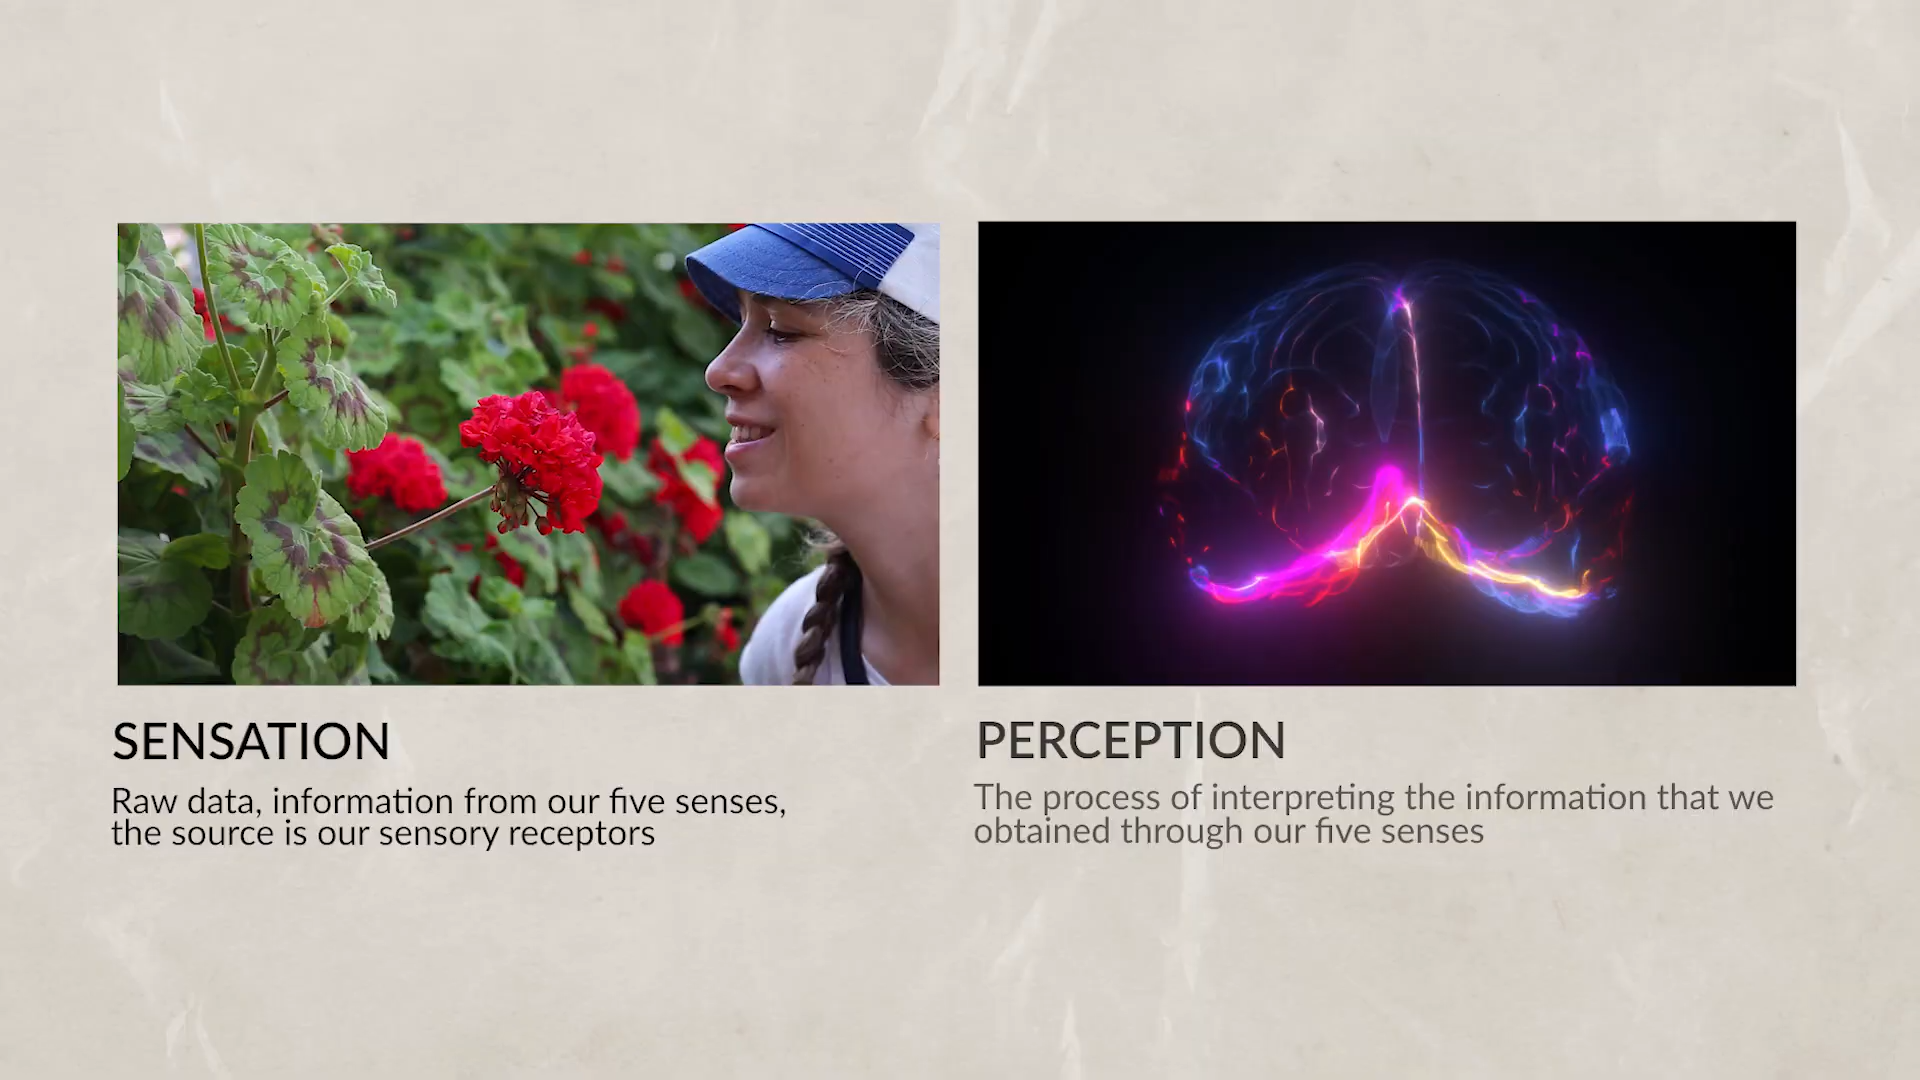 SENSATION
Raw data, information from our five senses,
the source is our sensory receptors
PERCEPTION
The process of interpreting the information that we
obtained through our five senses